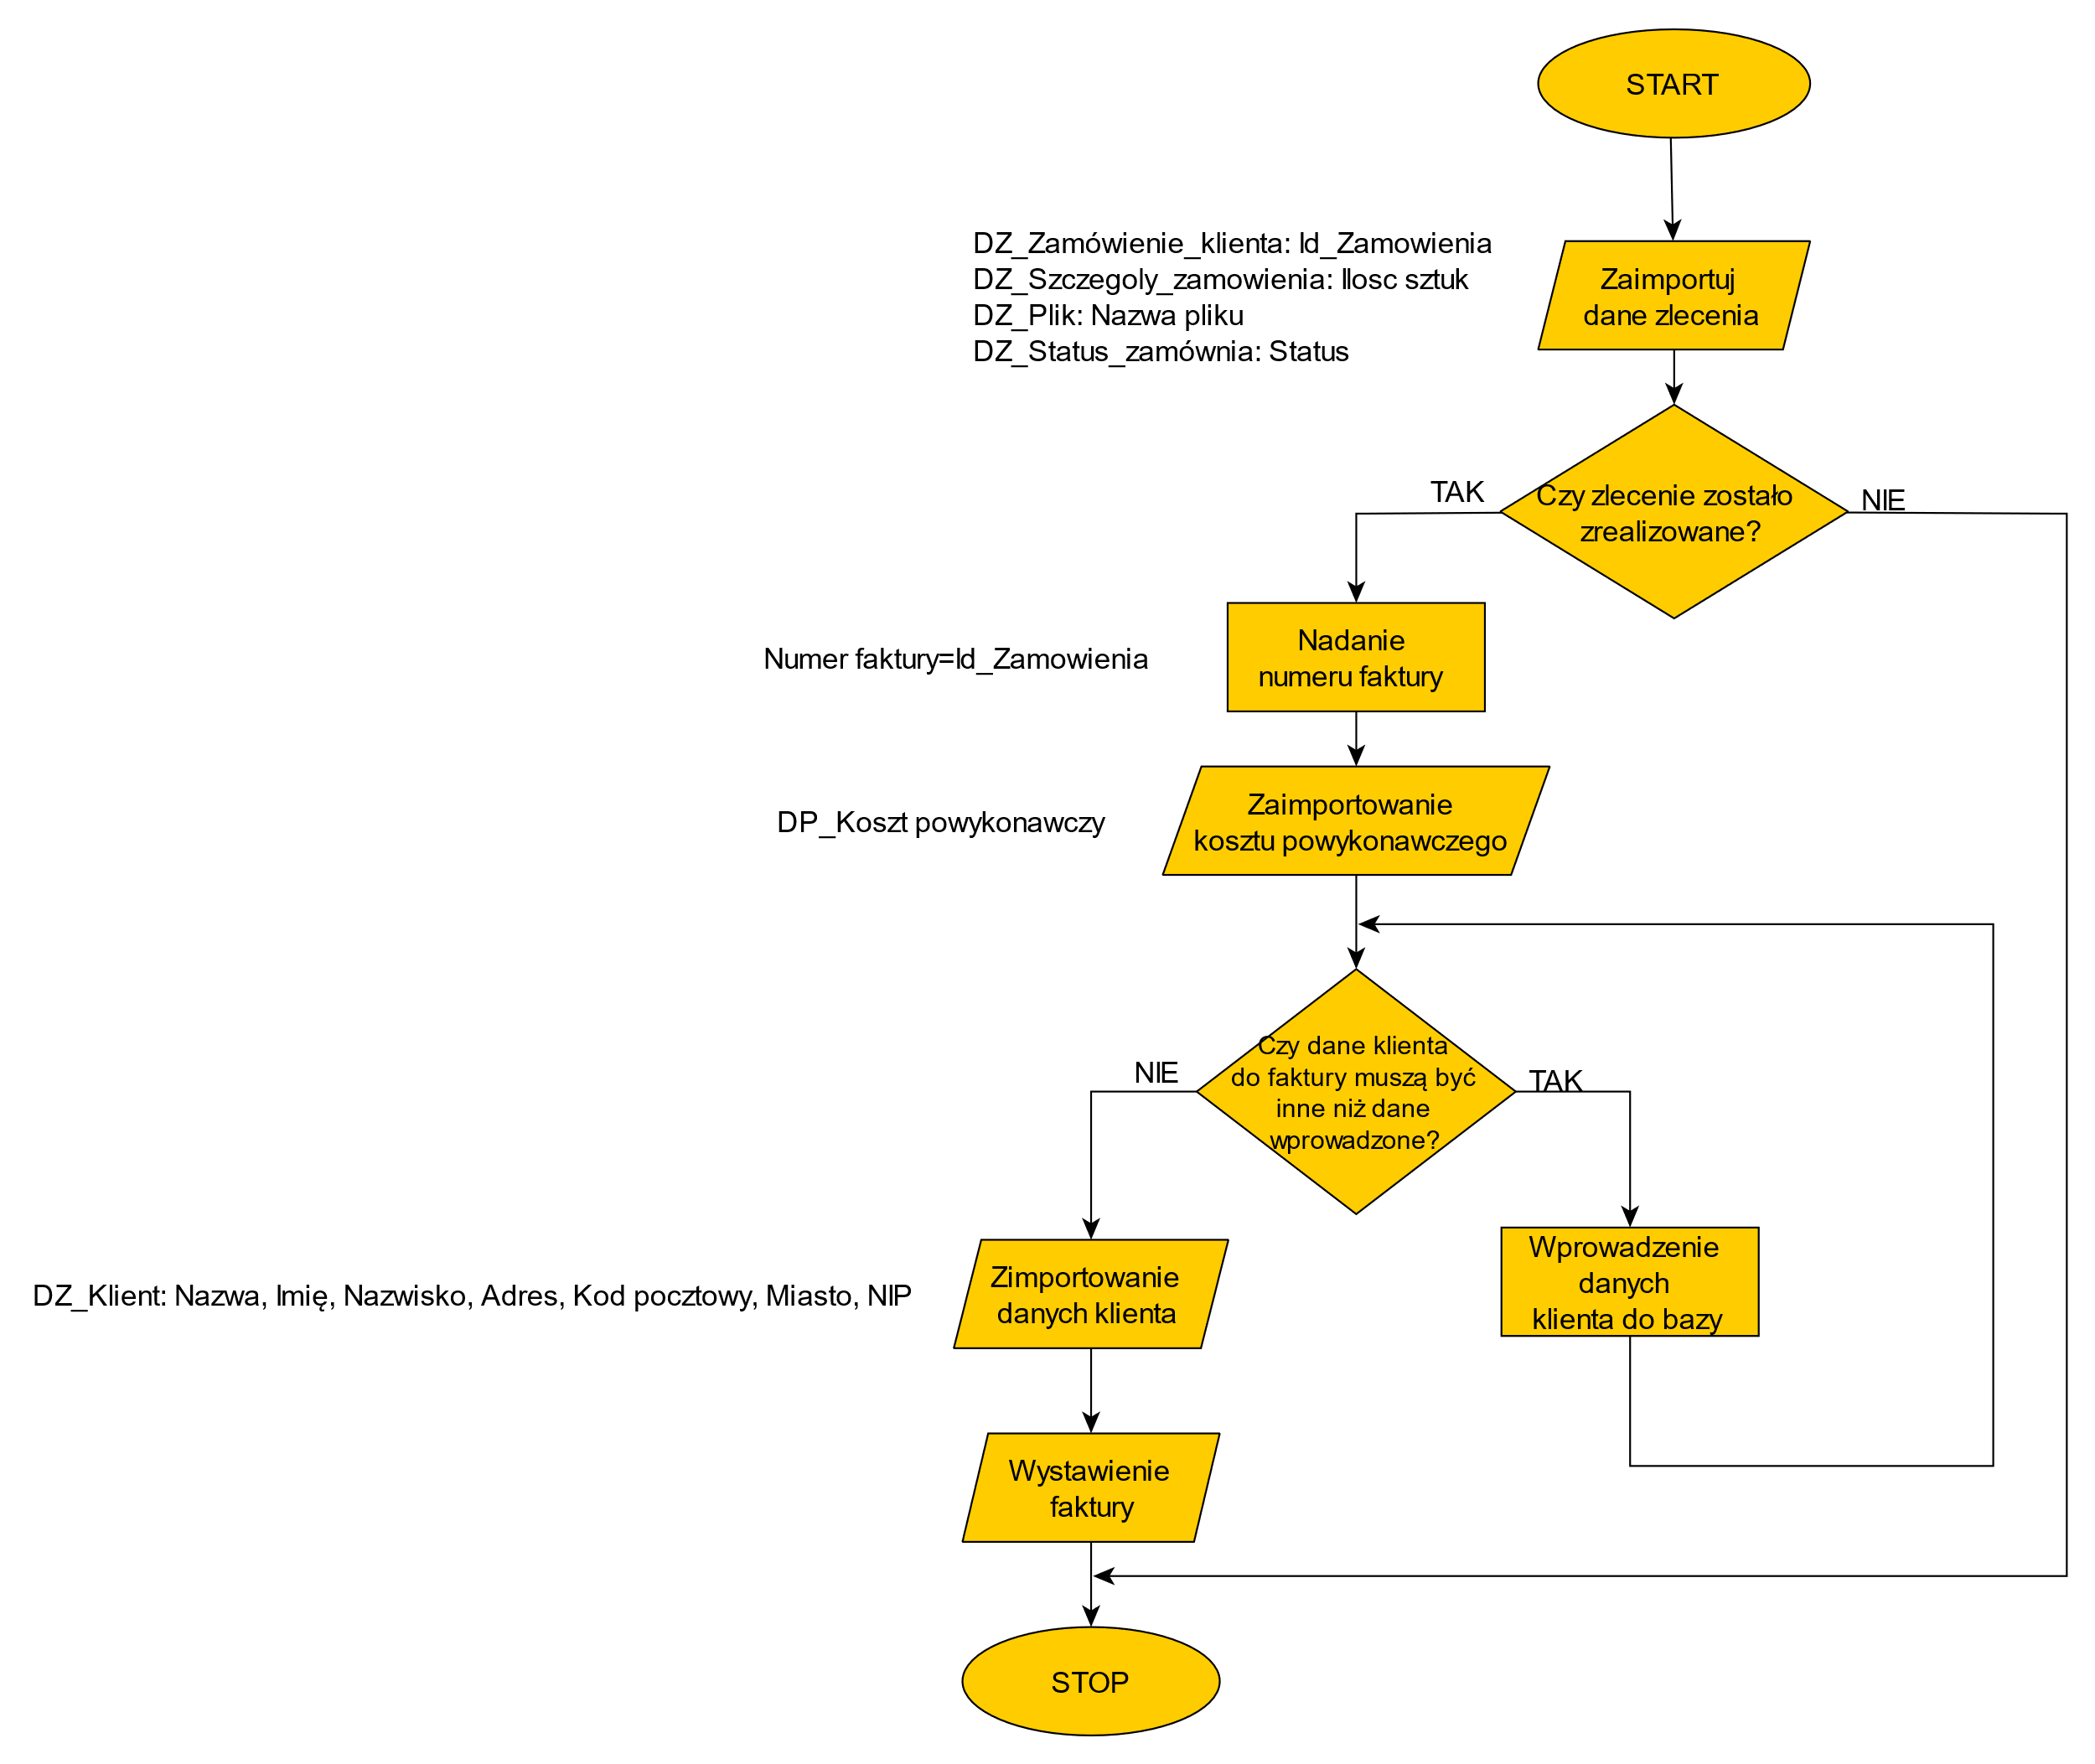 START
DZ_Zamówienie_klienta: Id_Zamowienia
DZ_Szczegoly_zamowienia: Ilosc sztuk
DZ_Plik: Nazwa pliku
DZ_Status_zamównia: Status
Zaimportuj
dane zlecenia
TAK
Czy zlecenie zostało
zrealizowane?
NIE
Numer faktury=Id_Zamowienia
Nadanie
numeru faktury
DP_Koszt powykonawczy
Zaimportowanie
kosztu powykonawczego
NIE
Czy dane klienta
do faktury muszą być
inne niż dane
wprowadzone?
TAK
DZ_Klient: Nazwa, Imię, Nazwisko, Adres, Kod pocztowy, Miasto, NIP
Zimportowanie
danych klienta
Wprowadzenie
danych
klienta do bazy
Wystawienie
faktury
STOP